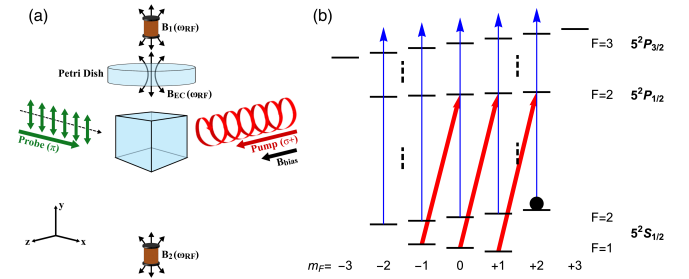 (a)
B1(ωRF)
Petri Dish
BEC(ωRF)
Probe (π)
Pump (σ+)
Bbias
y
z
x
B2(ωRF)
(b)
F=3 5²P3/2
F=2 5²P1/2
F=2
5²S1/2
F=1
mF= −3 −2 −1 0 +1 +2 +3